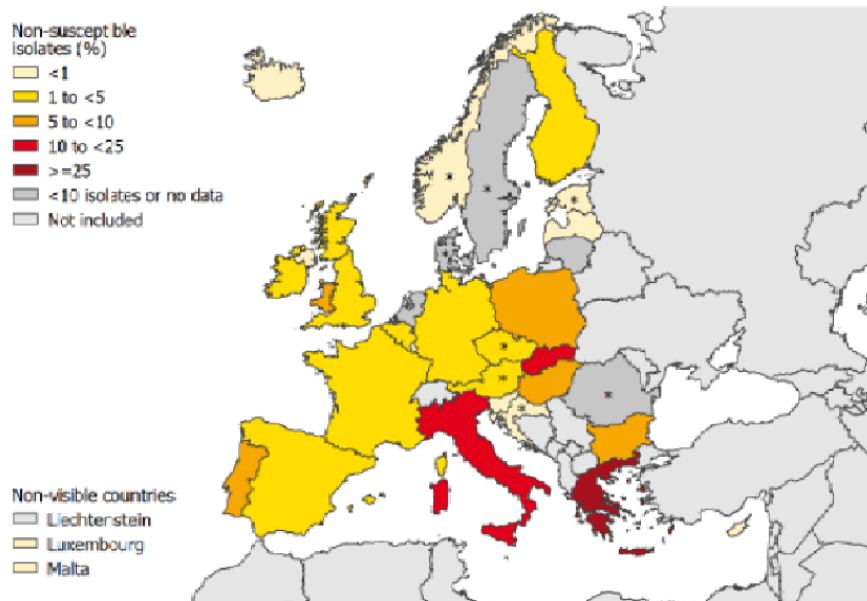 Non-susceptible
isolates (%)
<1
1 to <5
5 to <10
10 to <25
>=25
<10 isolates or no data
Not included
Non-visible countries
Liechtenstein
Luxembourg
Malta